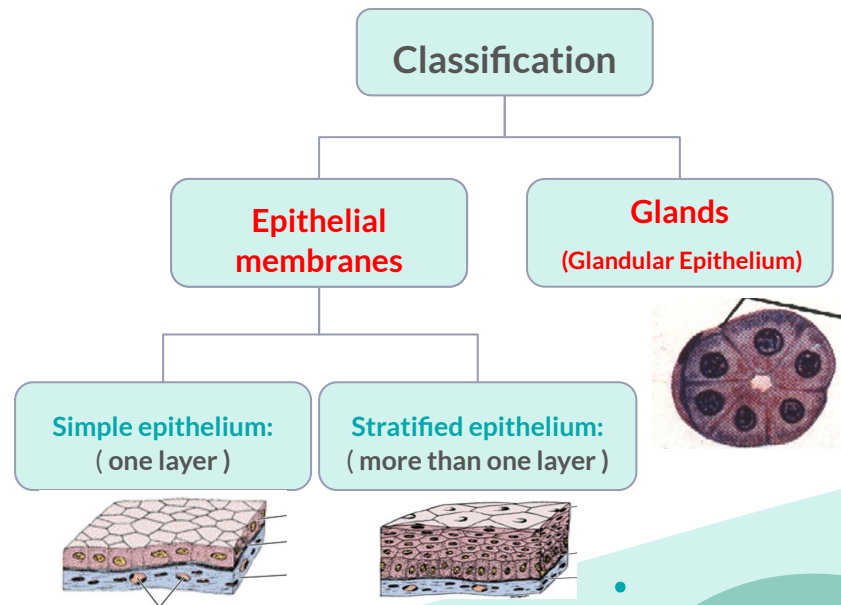 Classification
Epithelial
membranes
Glands
(Glandular Epithelium)
Simple epithelium:
( one layer )
Stratified epithelium:
( more than one layer )